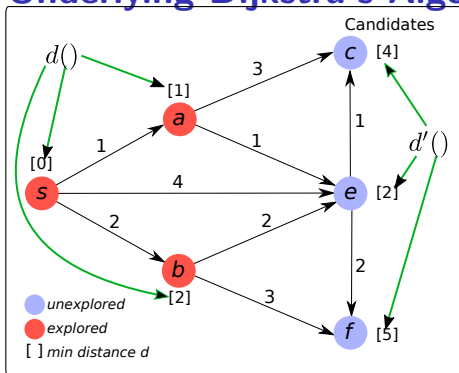 Underlying Dijkstra's Alge
Candidates
d()
c [4]
3
[1]
a
1
1
1
d'()
[0]
s
4
e [2]
2
2
b
[2]
2
3
unexplored
explored
[ ] min distance d
f [5]